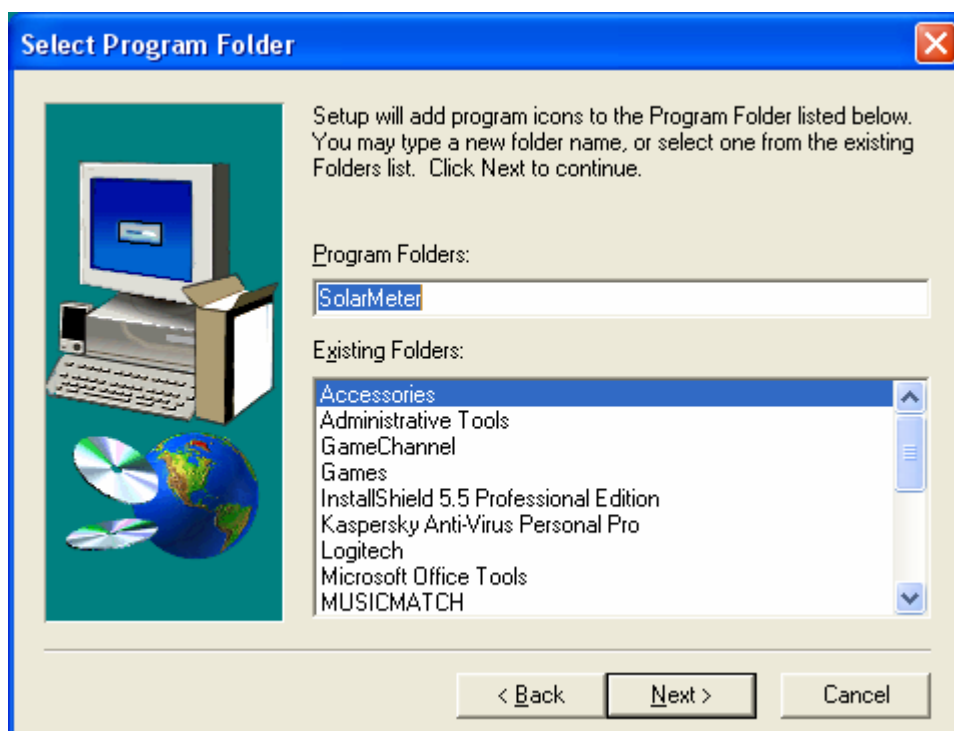 Select Program Folder
Setup will add program icons to the Program Folder listed below.
You may type a new folder name, or select one from the existing
Folders list.  Click Next to continue.
Program Folders:
SolarMeter
Existing Folders:
Accessories
Administrative Tools
GameChannel
Games
InstallShield 5.5 Professional Edition
Kaspersky Anti-Virus Personal Pro
Logitech
Microsoft Office Tools
MUSICMATCH
< Back Next > Cancel